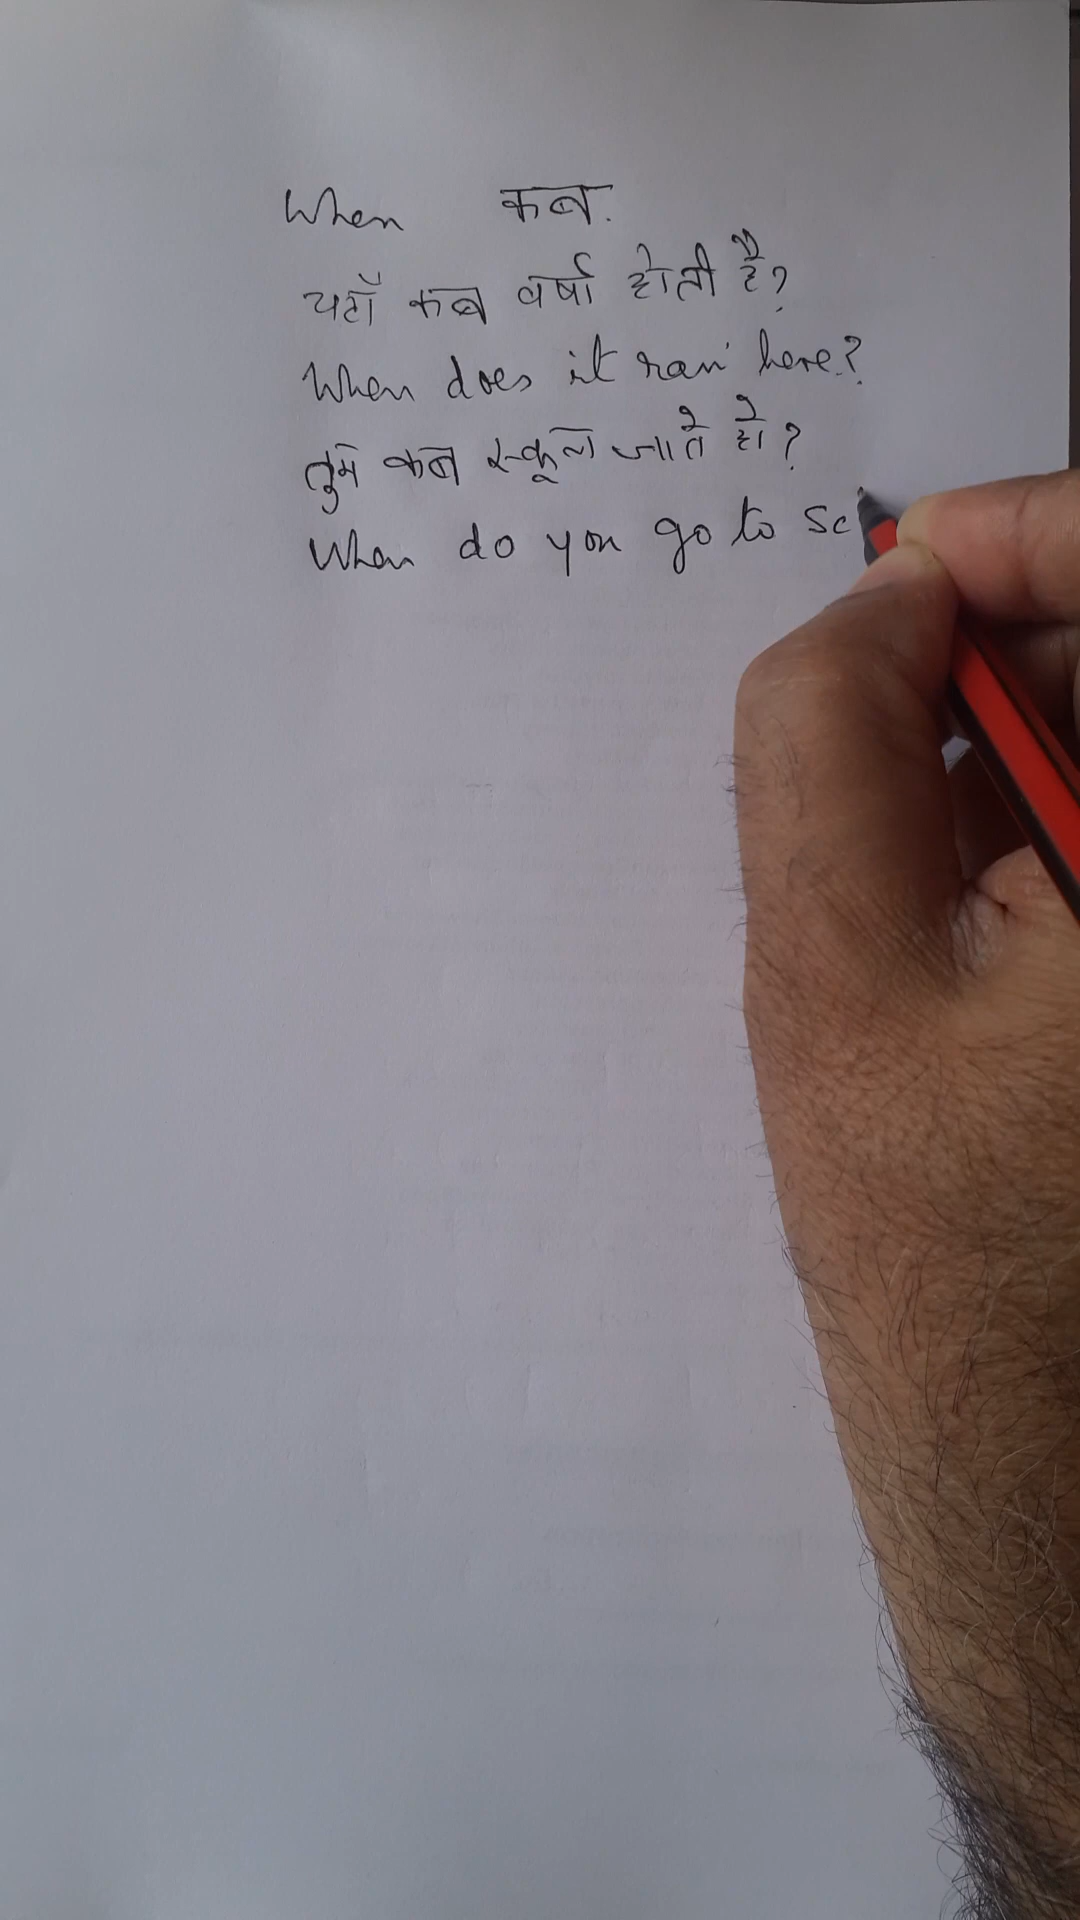 When कब.
यहाँ कब वर्षा होती है?
When does it rain here?
तुम कब स्कूल जाते हो?
When do you go to sc